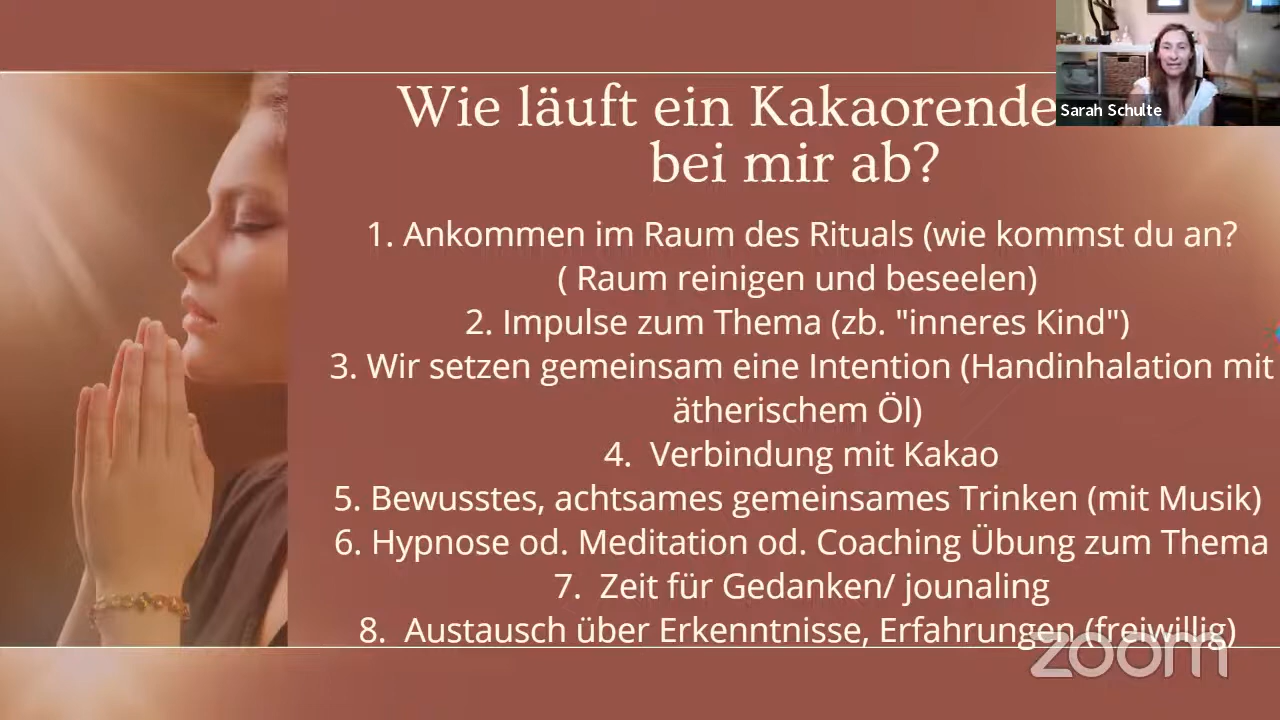 Wie läuft ein Kakaorende
bei mir ab?
1. Ankommen im Raum des Rituals (wie kommst du an?
( Raum reinigen und beseelen)
2. Impulse zum Thema (zb. "inneres Kind")
3. Wir setzen gemeinsam eine Intention (Handinhalation mit
ätherischem Öl)
4. Verbindung mit Kakao
5. Bewusstes, achtsames gemeinsames Trinken (mit Musik)
6. Hypnose od. Meditation od. Coaching Übung zum Thema
7. Zeit für Gedanken/ jounaling
8. Austausch über Erkenntnisse, Erfahrungen (freiwillig)
Sarah Schulte
zoom